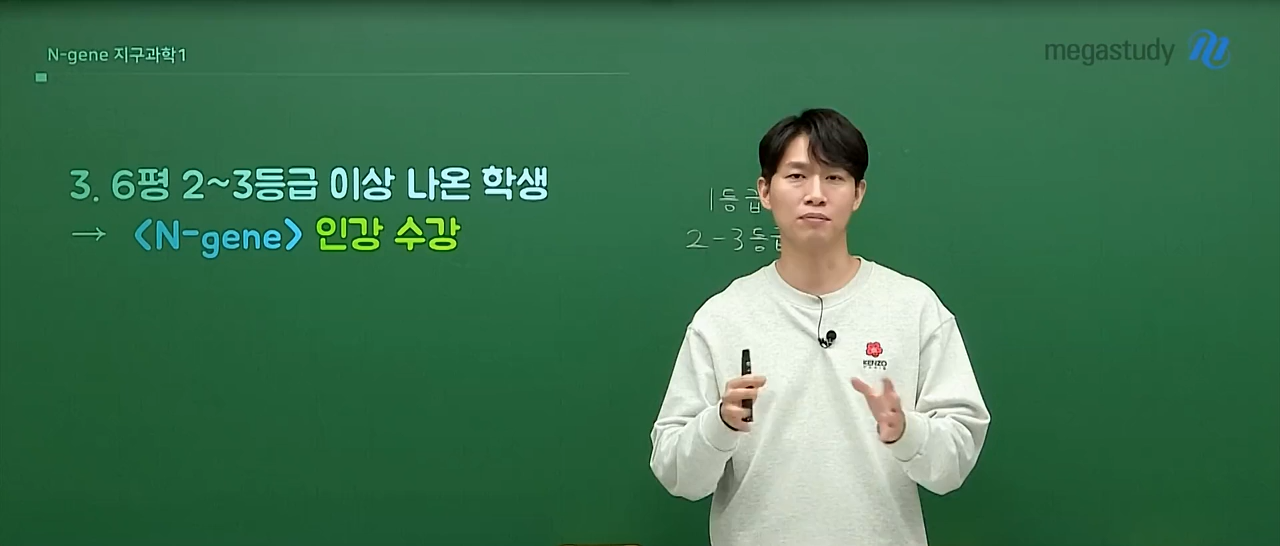 N-gene 지구과학1
megastudy
3. 6평 2~3등급 이상 나온 학생
→ <N-gene> 인강 수강
1등급
2-3등급
KENZO